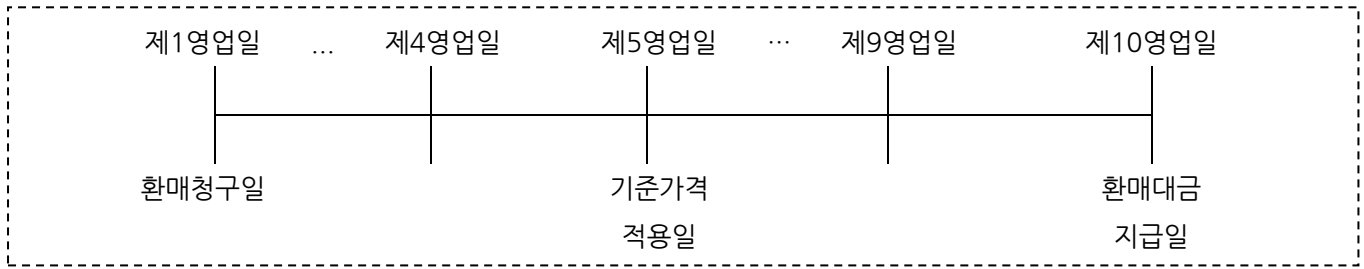 제1영업일 … 제4영업일 제5영업일 … 제9영업일 제10영업일
환매청구일 기준가격 환매대금
적용일 지급일